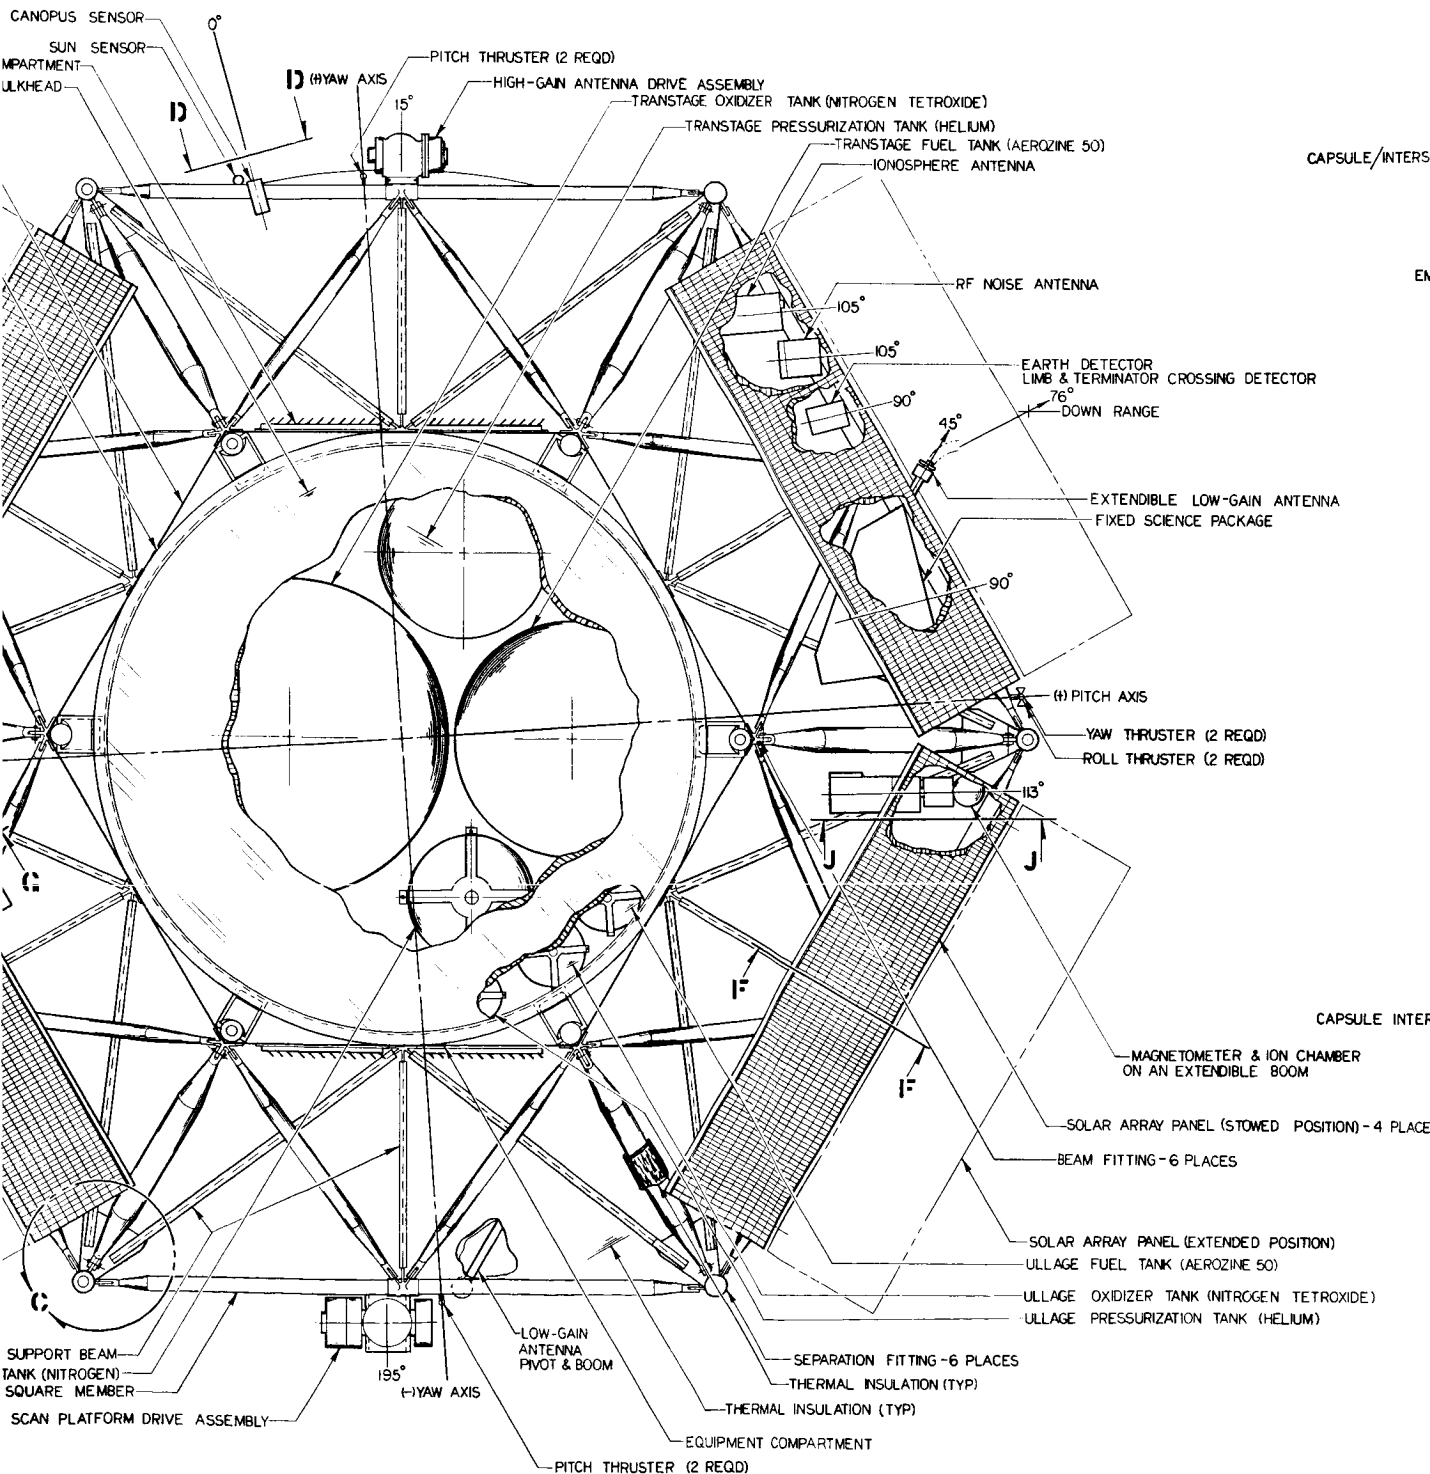 CANOPUS SENSOR
0°
SUN SENSOR
MPARTMENT
ULKHEAD
D
D
(+)YAW AXIS
15°
PITCH THRUSTER (2 REQD)
HIGH-GAIN ANTENNA DRIVE ASSEMBLY
TRANSTAGE OXIDIZER TANK (NITROGEN TETROXIDE)
TRANSTAGE PRESSURIZATION TANK (HELIUM)
TRANSTAGE FUEL TANK (AEROZINE 50)
IONOSPHERE ANTENNA
CAPSULE/INTERS
EM
RF NOISE ANTENNA
105°
105°
EARTH DETECTOR
LIMB & TERMINATOR CROSSING DETECTOR
90°
76°
DOWN RANGE
45°
EXTENDIBLE LOW-GAIN ANTENNA
FIXED SCIENCE PACKAGE
90°
(+) PITCH AXIS
YAW THRUSTER (2 REQD)
ROLL THRUSTER (2 REQD)
113°
J
J
G
F
F
CAPSULE INTER
MAGNETOMETER & ION CHAMBER
ON AN EXTENDIBLE BOOM
SOLAR ARRAY PANEL (STOWED POSITION) - 4 PLACE
BEAM FITTING - 6 PLACES
SOLAR ARRAY PANEL (EXTENDED POSITION)
ULLAGE FUEL TANK (AEROZINE 50)
ULLAGE OXIDIZER TANK (NITROGEN TETROXIDE)
ULLAGE PRESSURIZATION TANK (HELIUM)
C
SUPPORT BEAM
TANK (NITROGEN)
SQUARE MEMBER
SCAN PLATFORM DRIVE ASSEMBLY
195°
(-)YAW AXIS
LOW-GAIN
ANTENNA
PIVOT & BOOM
SEPARATION FITTING - 6 PLACES
THERMAL INSULATION (TYP)
THERMAL INSULATION (TYP)
EQUIPMENT COMPARTMENT
PITCH THRUSTER (2 REQD)